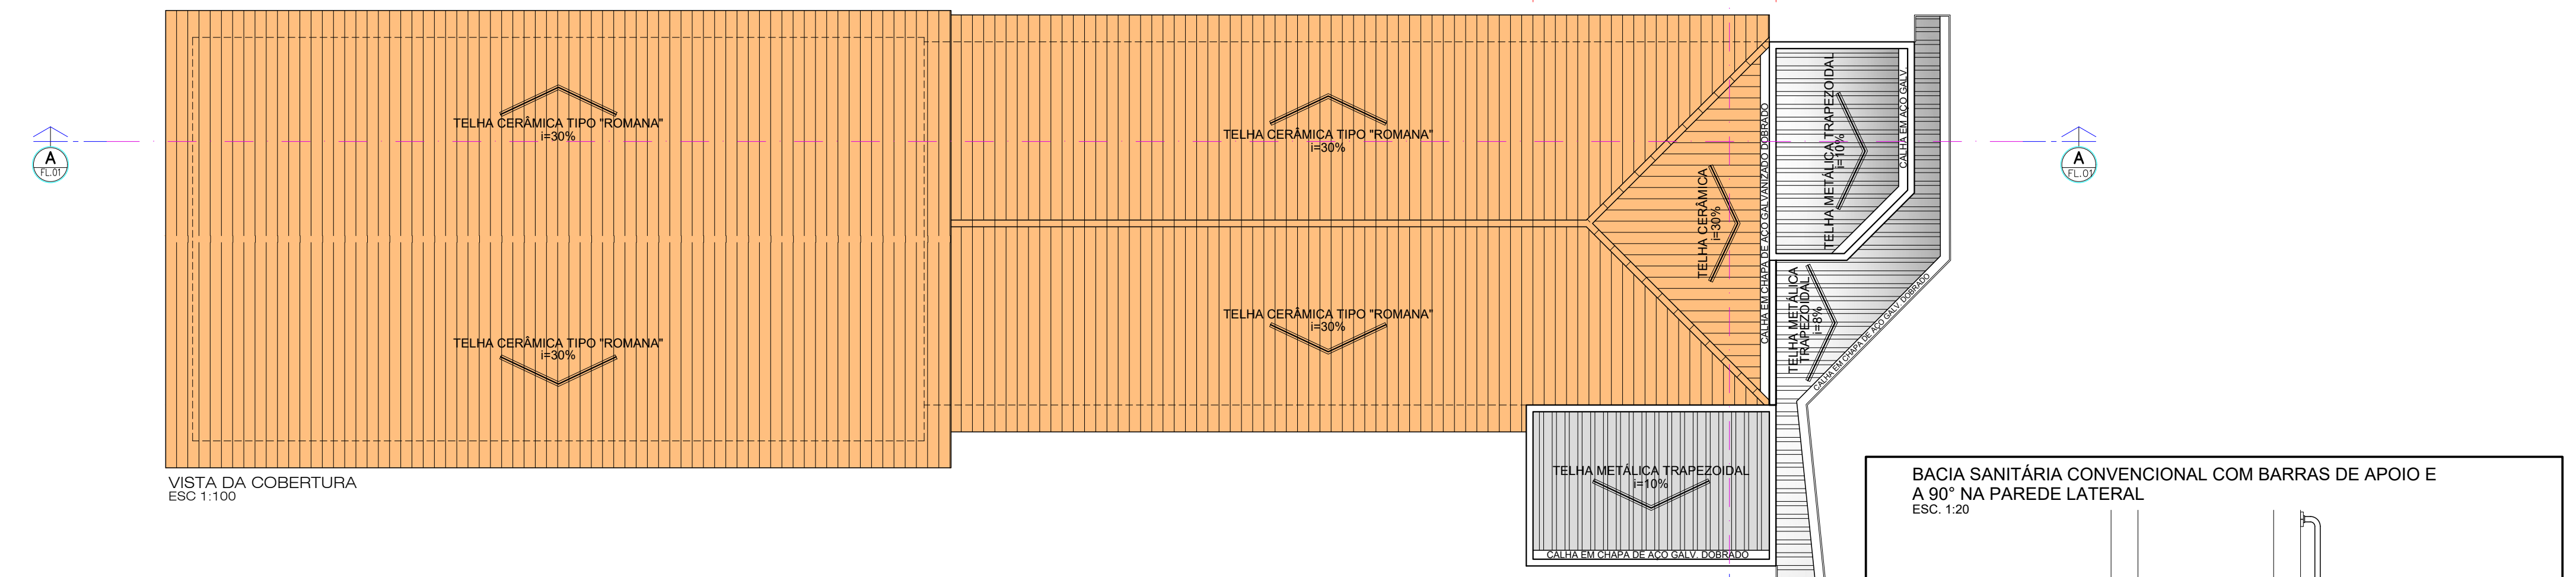 TELHA CERÂMICA TIPO "ROMANA"
i=30%
TELHA CERÂMICA TIPO "ROMANA"
i=30%
TELHA CERÂMICA TIPO "ROMANA"
i=30%
TELHA CERÂMICA TIPO "ROMANA"
i=30%
TELHA CERÂMICA
i=30%
CALHA EM CHAPA DE AÇO GALVANIZADO DOBRADO
TELHA METÁLICA TRAPEZOIDAL
i=10%
CALHA EM AÇO GALV.
TELHA METÁLICA
TRAPEZOIDAL
i=8%
CALHA EM CHAPA DE AÇO GALV. DOBRADO
TELHA METÁLICA TRAPEZOIDAL
i=10%
CALHA EM CHAPA DE AÇO GALV. DOBRADO
A
FL.01
A
FL.01
VISTA DA COBERTURA
ESC 1:100
BACIA SANITÁRIA CONVENCIONAL COM BARRAS DE APOIO E
A 90° NA PAREDE LATERAL
ESC. 1:20